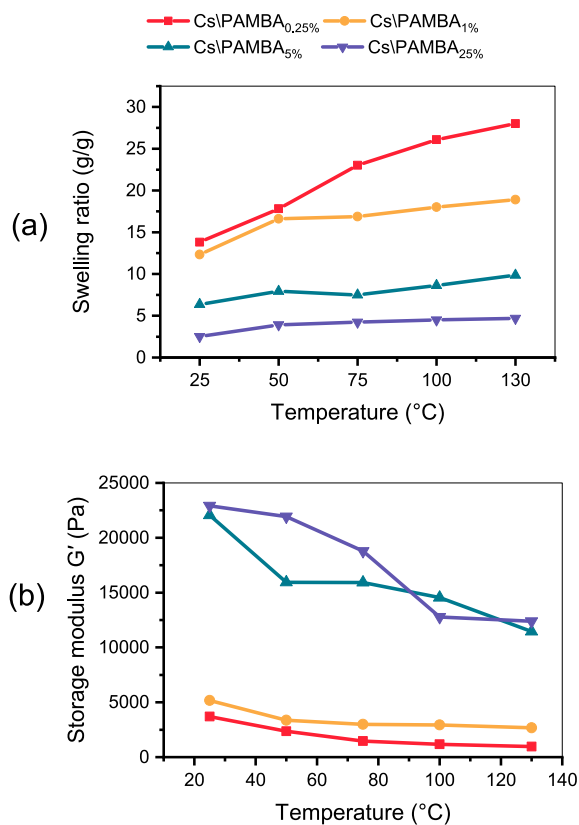 Cs\PAMBA0.25% Cs\PAMBA1%
Cs\PAMBA5% Cs\PAMBA25%
(a)
Swelling ratio (g/g)
30
25
20
15
10
5
0
25 50 75 100 130
Temperature (°C)
(b)
Storage modulus G′ (Pa)
25000
20000
15000
10000
5000
0
20 40 60 80 100 120 140
Temperature (°C)